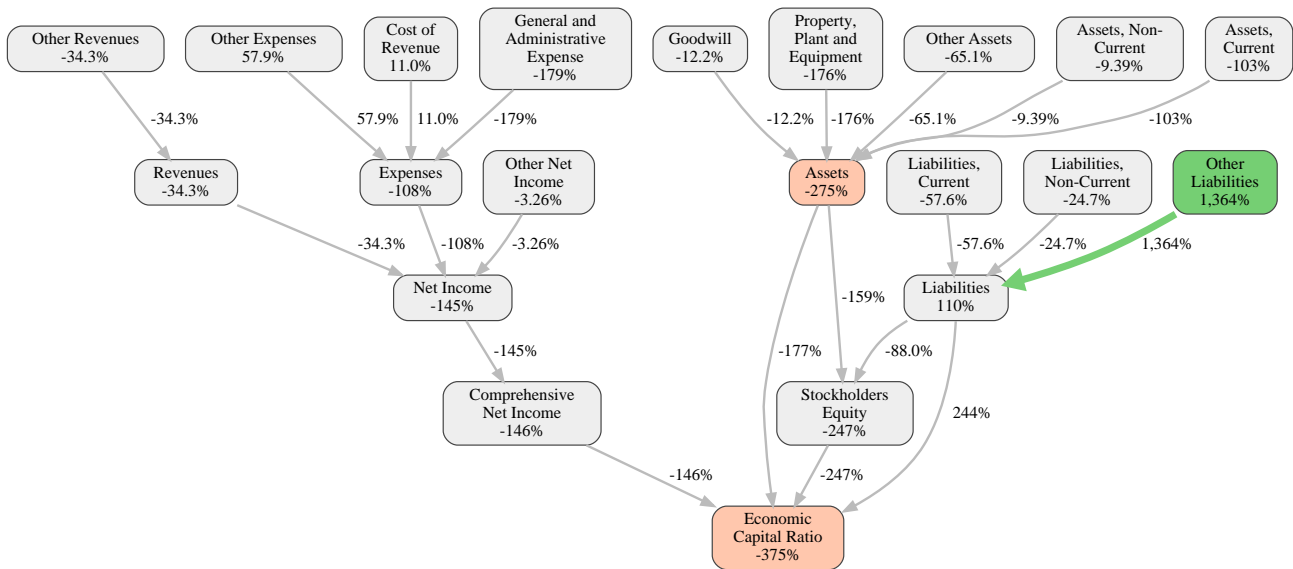 Other Revenues
-34.3%
Other Expenses
57.9%
Cost of
Revenue
11.0%
General and
Administrative
Expense
-179%
Goodwill
-12.2%
Property,
Plant and
Equipment
-176%
Other Assets
-65.1%
Assets, Non-
Current
-9.39%
Assets,
Current
-103%
-34.3%
57.9%
11.0%
-179%
-12.2%
-176%
-65.1%
-9.39%
-103%
Revenues
-34.3%
Expenses
-108%
Other Net
Income
-3.26%
Assets
-275%
Liabilities,
Current
-57.6%
Liabilities,
Non-Current
-24.7%
Other
Liabilities
1,364%
-34.3%
-108%
-3.26%
-57.6%
-24.7%
1,364%
Net Income
-145%
-159%
Liabilities
110%
-145%
-177%
-88.0%
Comprehensive
Net Income
-146%
Stockholders
Equity
-247%
244%
-146%
-247%
Economic
Capital Ratio
-375%